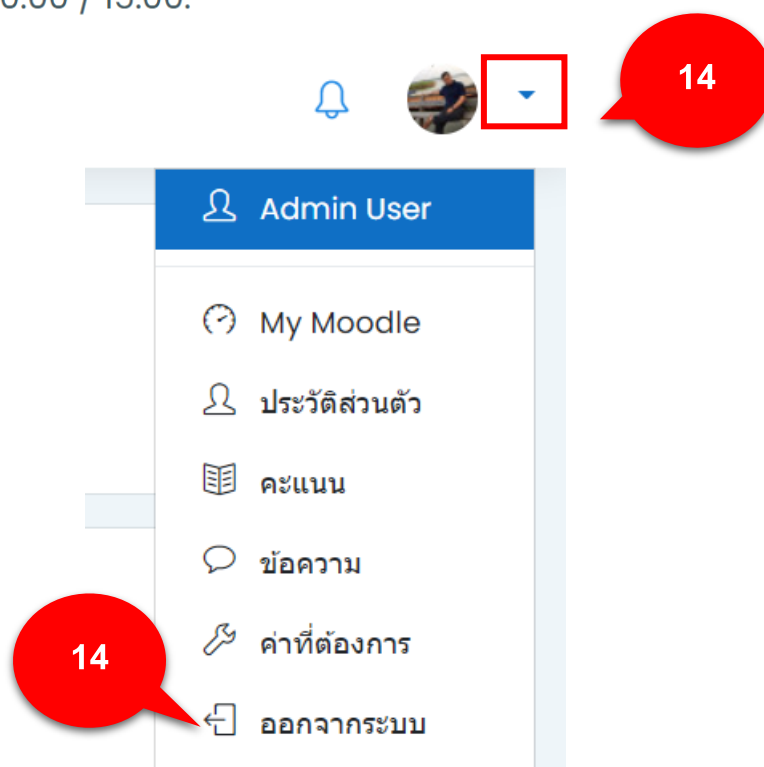 14
Admin User
My Moodle
ประวัติส่วนตัว
คะแนน
ข้อความ
ค่าที่ต้องการ
14
ออกจากระบบ